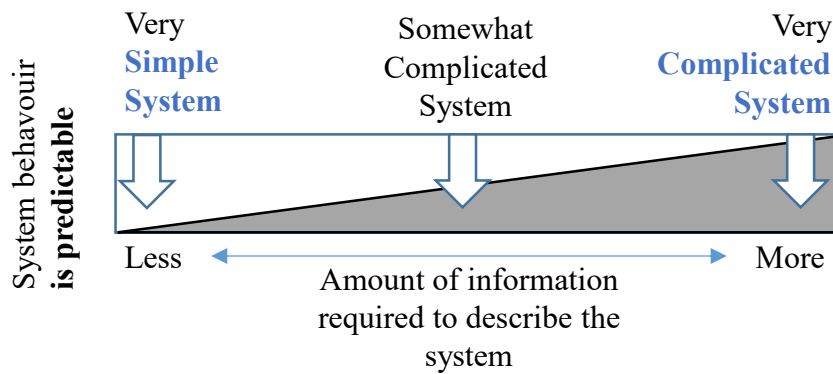 Very
Simple
System
Somewhat
Complicated
System
Very
Complicated
System
System behavouir
is predictable
Less
More
Amount of information
required to describe the
system